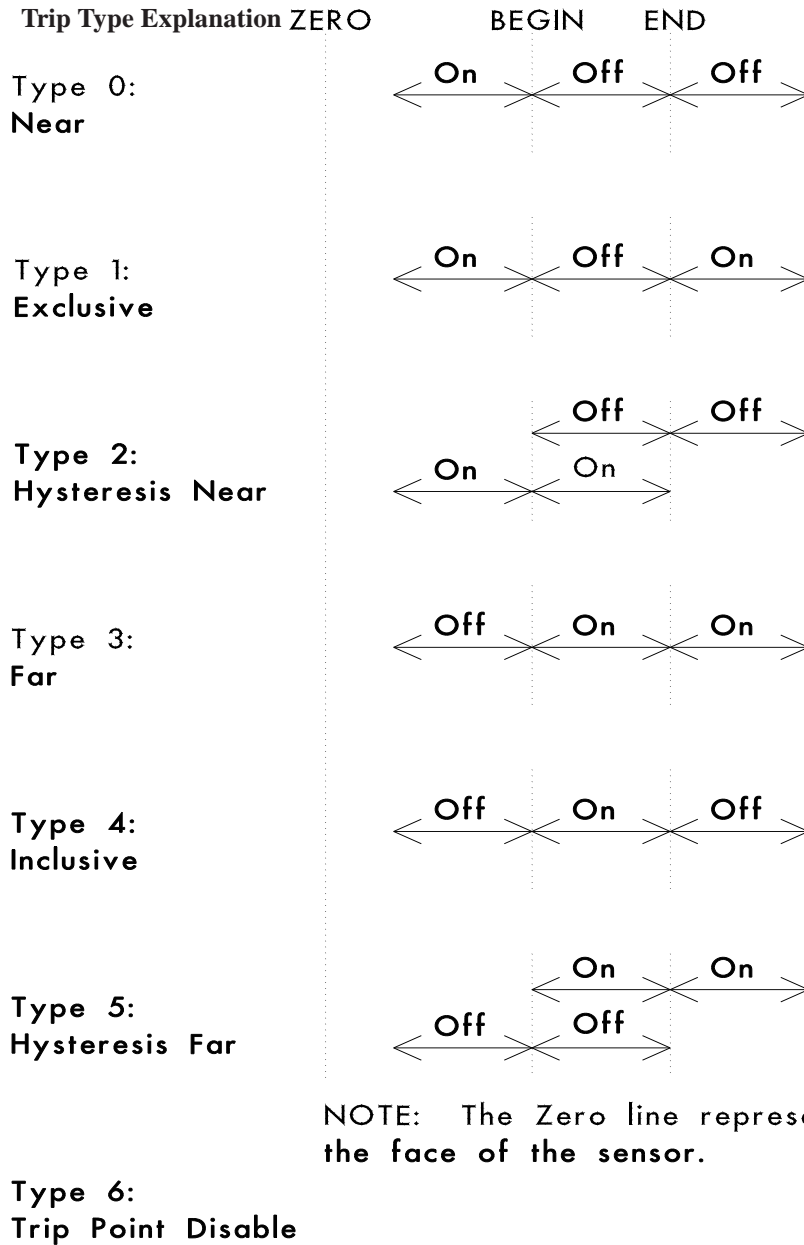 Trip Type Explanation ZERO BEGIN END
On Off Off
Type 0:
Near
On Off On
Type 1:
Exclusive
Off Off
Type 2:
On On
Hysteresis Near
Off On On
Type 3:
Far
Off On Off
Type 4:
Inclusive
On On
Type 5:
Off Off
Hysteresis Far
NOTE: The Zero line
the face of the sensor.
Type 6:
Trip Point Disable